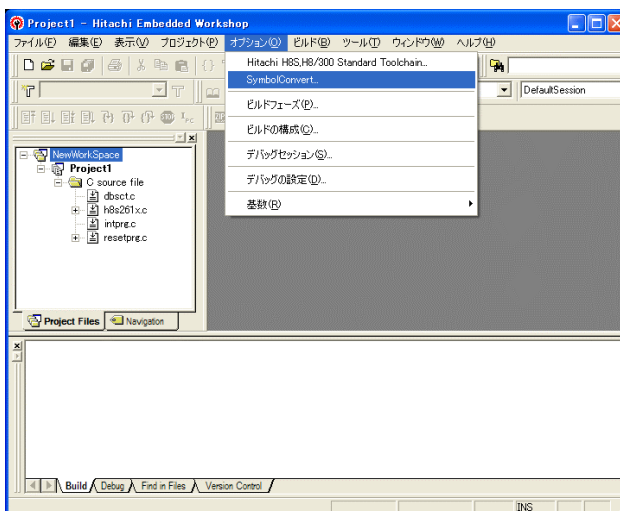 Project1 - Hitachi Embedded Workshop
ファイル(F) 編集(E) 表示(V) プロジェクト(P) オプション(O) ビルド(B) ツール(T) ウィンドウ(W) ヘルプ(H)
Hitachi H8S,H8/300 Standard Toolchain...
SymbolConvert...
ビルドフェーズ(P)...
ビルドの構成(C)...
デバッグセッション(S)...
デバッグの設定(D)...
基数(R)
DefaultSession
NewWorkSpace
Project1
C source file
dbsct.c
h8s261x.c
intprg.c
resetprg.c
Project Files Navigation
Build Debug Find in Files Version Control
INS